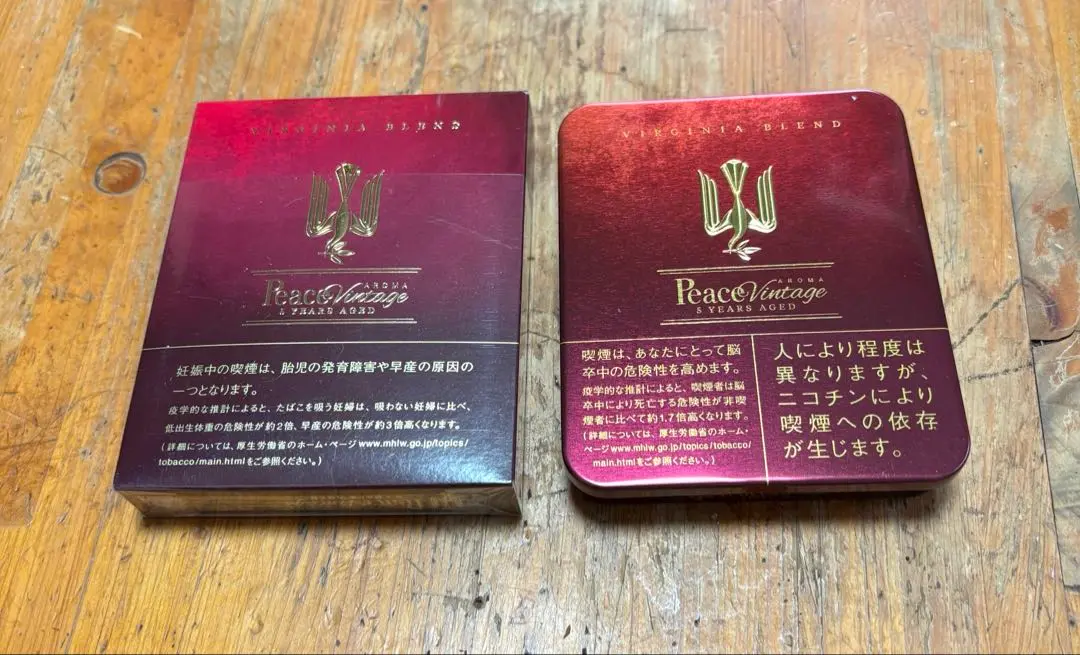 VIRGINIA BLEND
Peace AROMA
Vintage
5 YEARS AGED
妊娠中の喫煙は、胎児の発育障害や早産の原因の
一つとなります。
疫学的な推計によると、たばこを吸う妊婦は、吸わない妊婦に比べ、
低出生体重の危険性が約2倍、早産の危険性が約3倍高くなります。
(詳細については、厚生労働省のホーム・ページwww.mhlw.go.jp/topics/
tobacco/main.htmlをご参照ください。)
VIRGINIA BLEND
Peace AROMA
Vintage
5 YEARS AGED
喫煙は、あなたにとって脳
卒中の危険性を高めます。
疫学的な推計によると、喫煙者は脳
卒中により死亡する危険性が非喫
煙者に比べて約1.7倍高くなります。
(詳細については、厚生労働省のホーム・
ページwww.mhlw.go.jp/topics/tobacco/
main.htmlをご参照ください。)
人により程度は
異なりますが、
ニコチンにより
喫煙への依存
が生じます。